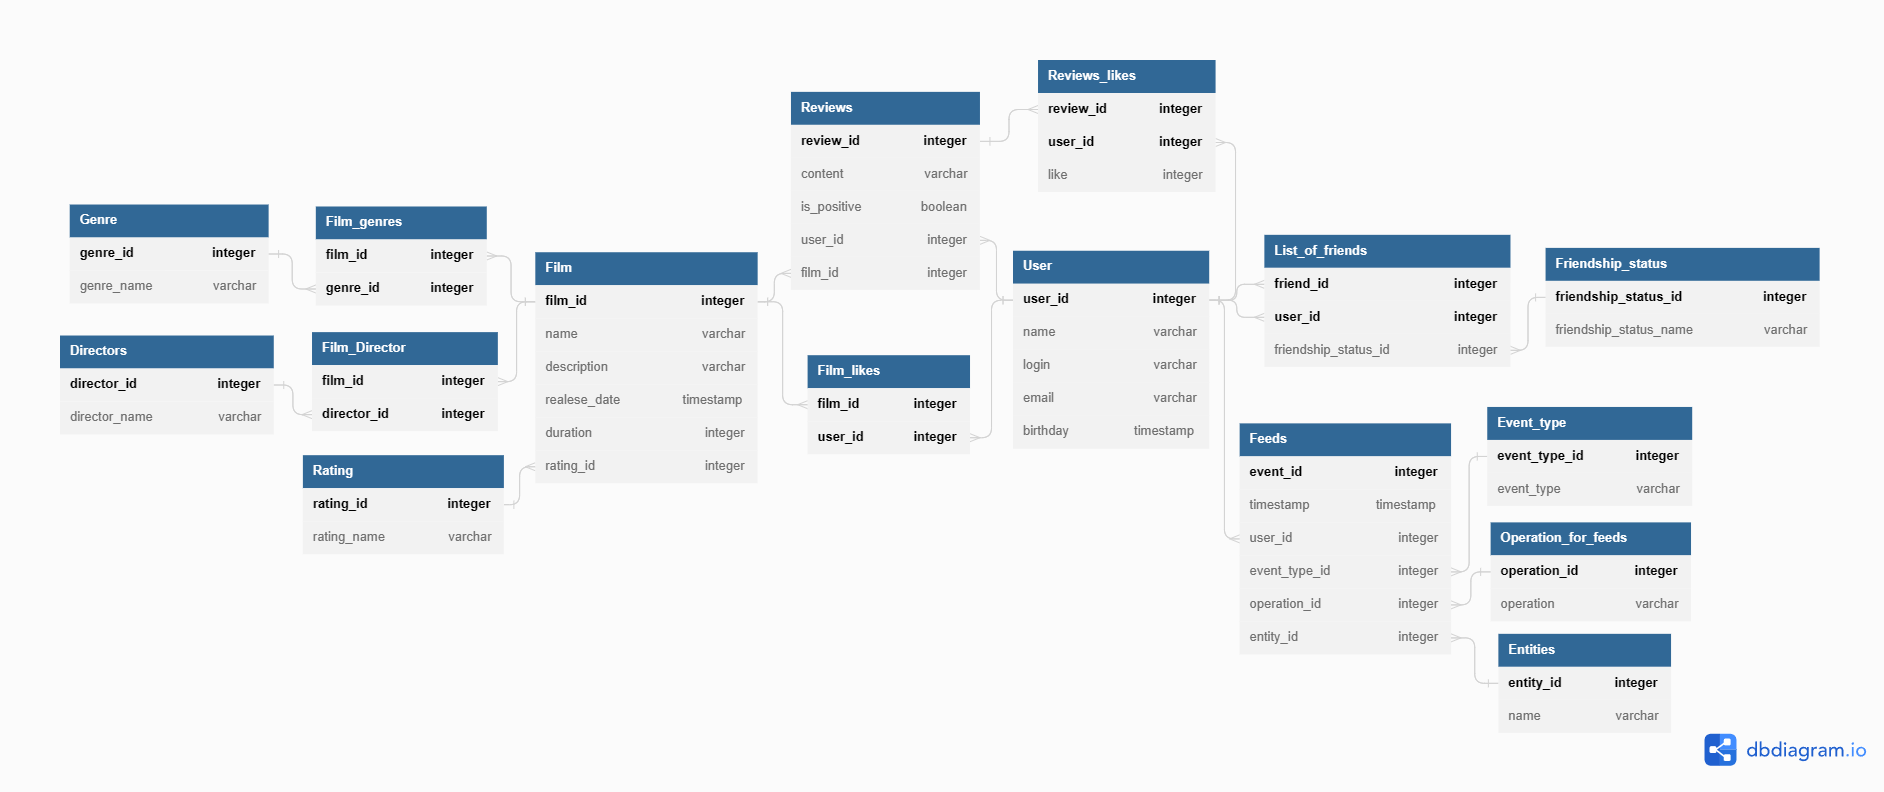 Genre
genre_id integer
genre_name varchar
Directors
director_id integer
director_name varchar
Film_genres
film_id integer
genre_id integer
Film_Director
film_id integer
director_id integer
Rating
rating_id integer
rating_name varchar
Film
film_id integer
name varchar
description varchar
realese_date timestamp
duration integer
rating_id integer
Reviews
review_id integer
content varchar
is_positive boolean
user_id integer
film_id integer
Film_likes
film_id integer
user_id integer
Reviews_likes
review_id integer
user_id integer
like integer
User
user_id integer
name varchar
login varchar
email varchar
birthday timestamp
List_of_friends
friend_id integer
user_id integer
friendship_status_id integer
Friendship_status
friendship_status_id integer
friendship_status_name varchar
Feeds
event_id integer
timestamp timestamp
user_id integer
event_type_id integer
operation_id integer
entity_id integer
Event_type
event_type_id integer
event_type varchar
Operation_for_feeds
operation_id integer
operation varchar
Entities
entity_id integer
name varchar
dbdiagram.io